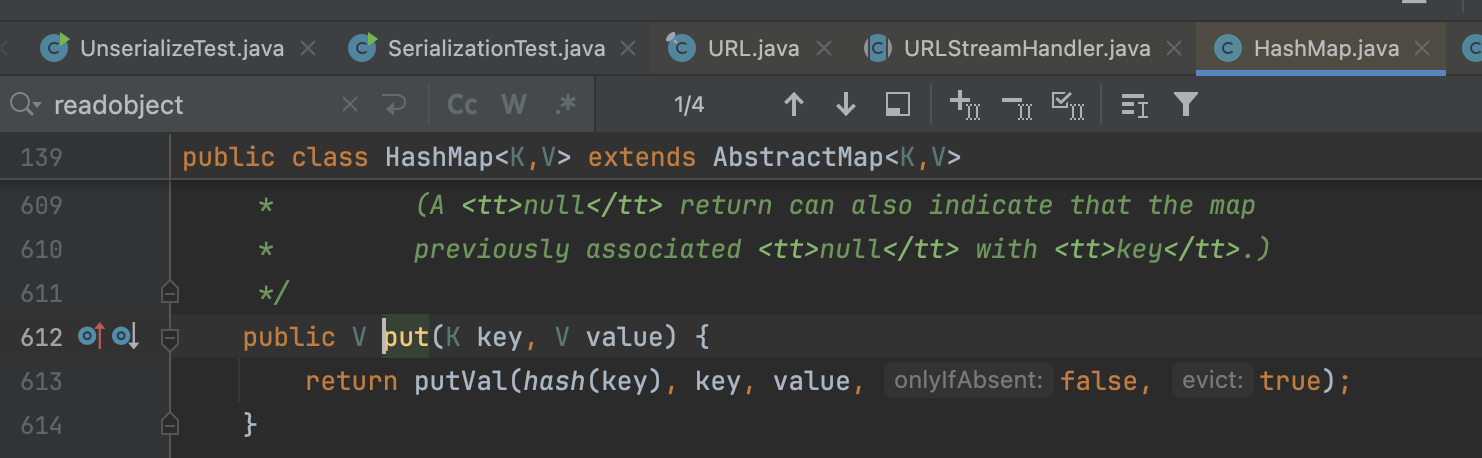 UnserializeTest.java SerializationTest.java URL.java URLStreamHandler.java HashMap.java
readobject Cc W .* 1/4
139 public class HashMap<K,V> extends AbstractMap<K,V>
609 * (A <tt>null</tt> return can also indicate that the map
610 * previously associated <tt>null</tt> with <tt>key</tt>.)
611 */
612 public V put(K key, V value) {
613 return putVal(hash(key), key, value, onlyIfAbsent: false, evict: true);
614 }